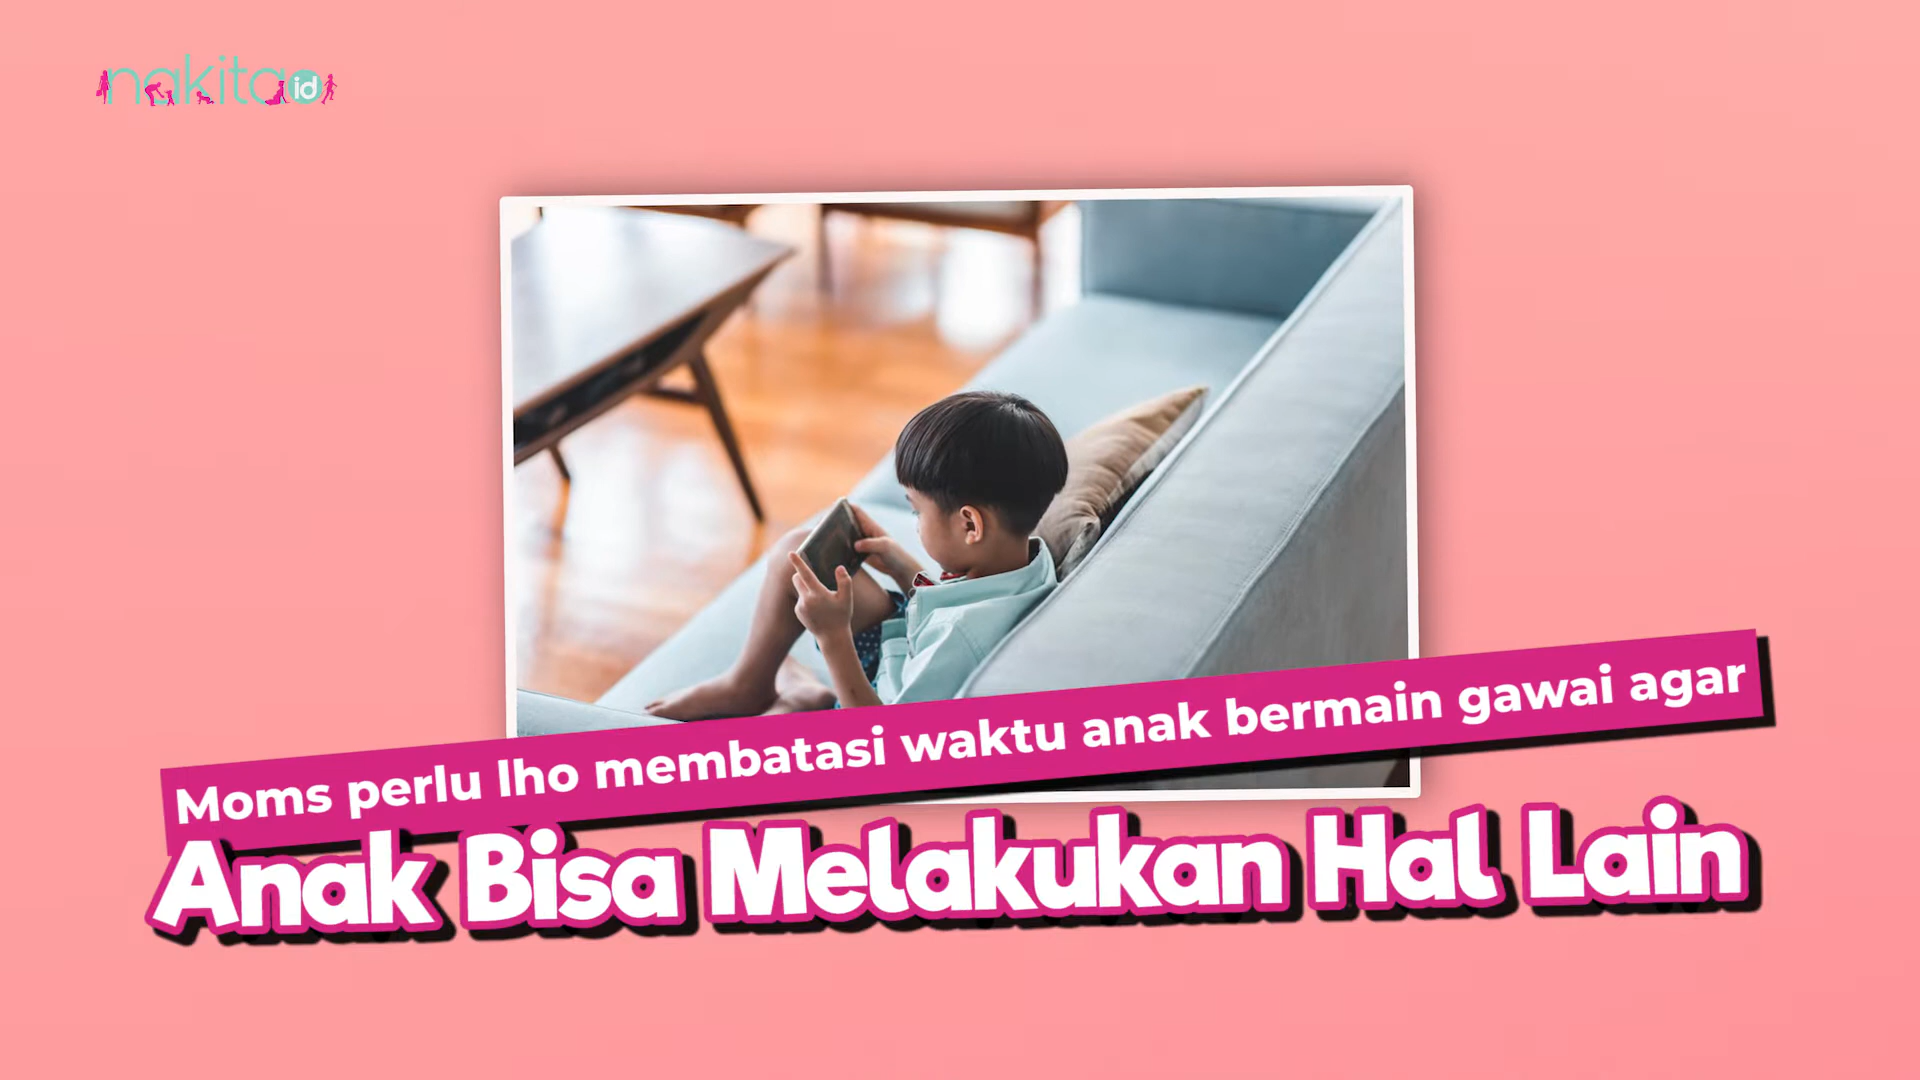 nakita id
Moms perlu lho membatasi waktu anak bermain gawai agar
Anak Bisa Melakukan Hal Lain